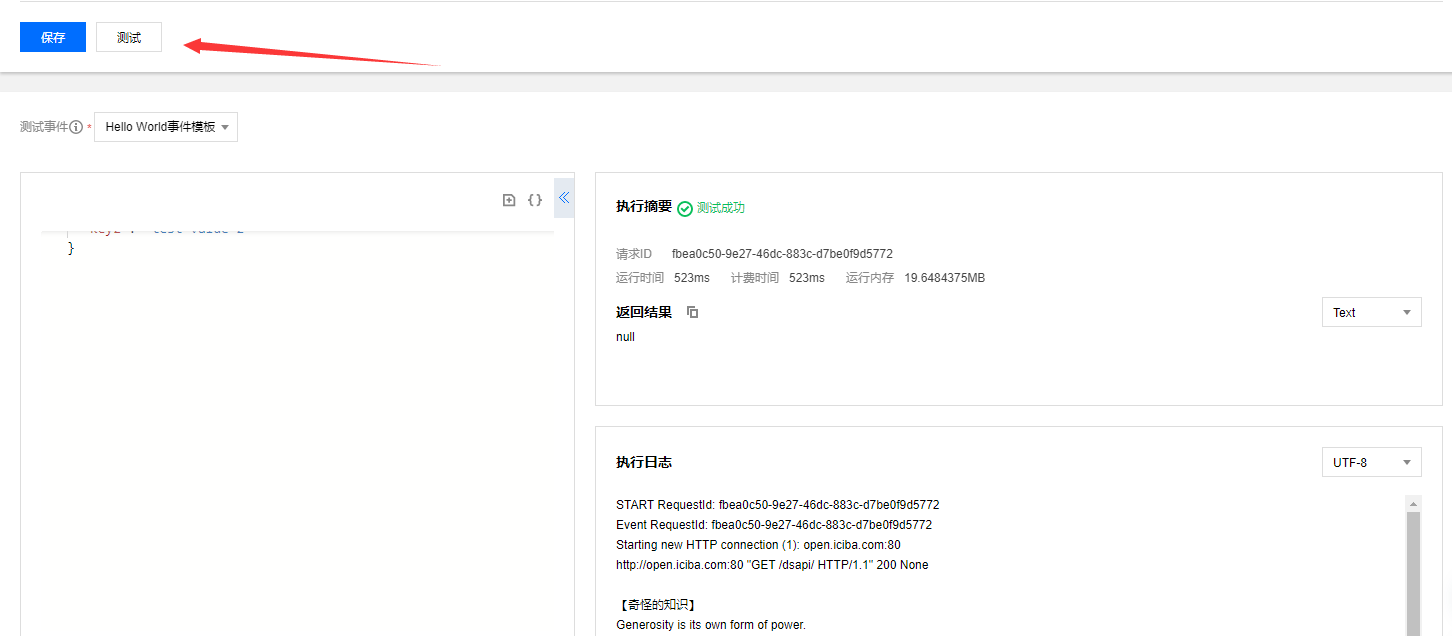 保存 测试
测试事件 * Hello World事件模板
}
执行摘要 测试成功
请求ID fbea0c50-9e27-46dc-883c-d7be0f9d5772
运行时间 523ms 计费时间 523ms 运行内存 19.6484375MB
返回结果 Text
null
执行日志 UTF-8
START RequestId: fbea0c50-9e27-46dc-883c-d7be0f9d5772
Event RequestId: fbea0c50-9e27-46dc-883c-d7be0f9d5772
Starting new HTTP connection (1): open.iciba.com:80
http://open.iciba.com:80 "GET /dsapi/ HTTP/1.1" 200 None
【奇怪的知识】
Generosity is its own form of power.